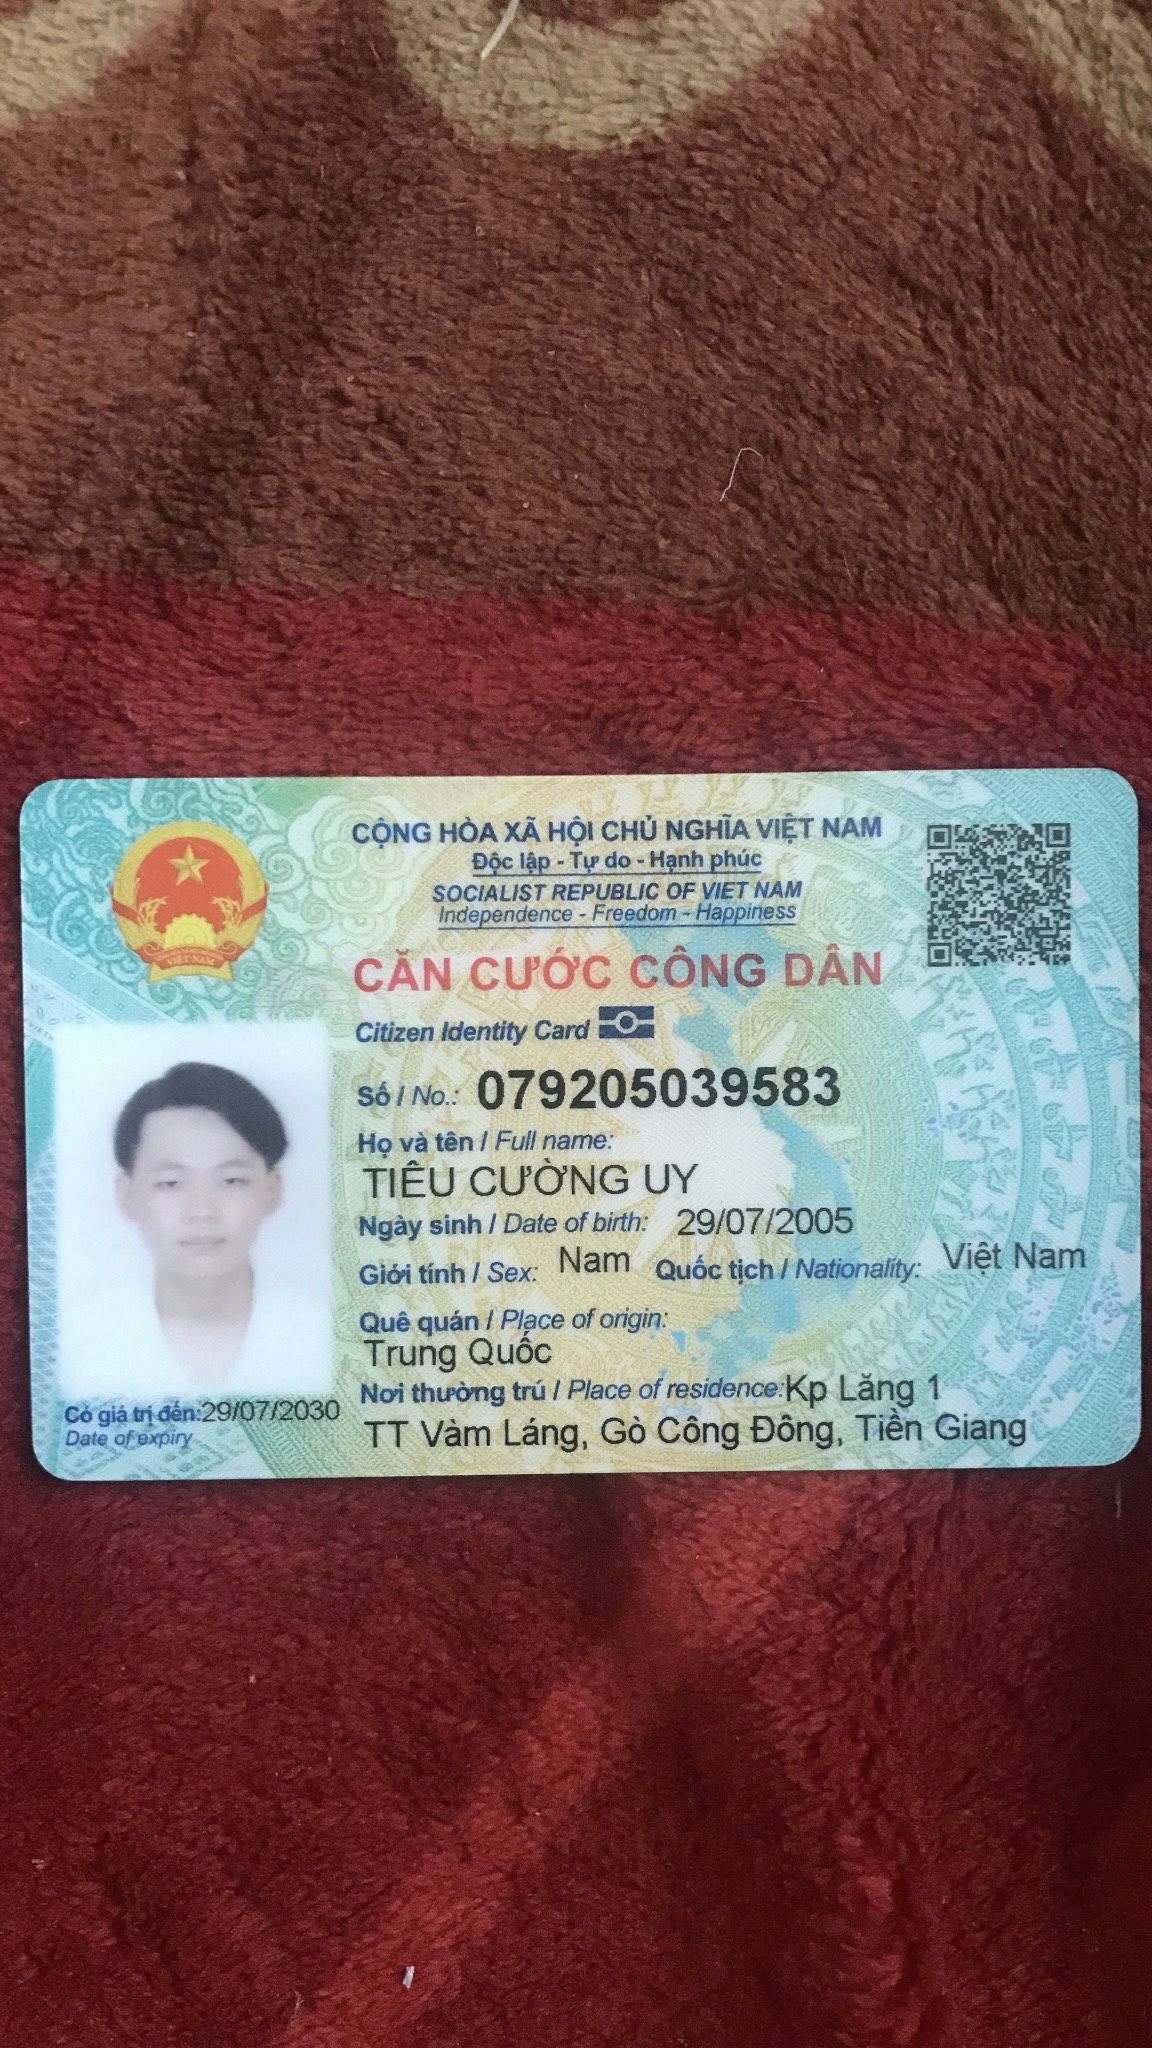 CỘNG HÒA XÃ HỘI CHỦ NGHĨA VIỆT NAM
Độc lập - Tự do - Hạnh phúc
SOCIALIST REPUBLIC OF VIET NAM
Independence - Freedom - Happiness
CĂN CƯỚC CÔNG DÂN
Citizen Identity Card
Số / No.: 079205039583
Họ và tên / Full name:
TIÊU CƯỜNG UY
Ngày sinh / Date of birth: 29/07/2005
Giới tính / Sex: Nam Quốc tịch / Nationality: Việt Nam
Quê quán / Place of origin:
Trung Quốc
Nơi thường trú / Place of residence: Kp Lăng 1
TT Vàm Láng, Gò Công Đông, Tiền Giang
Có giá trị đến: 29/07/2030
Date of expiry
VIỆT NAM